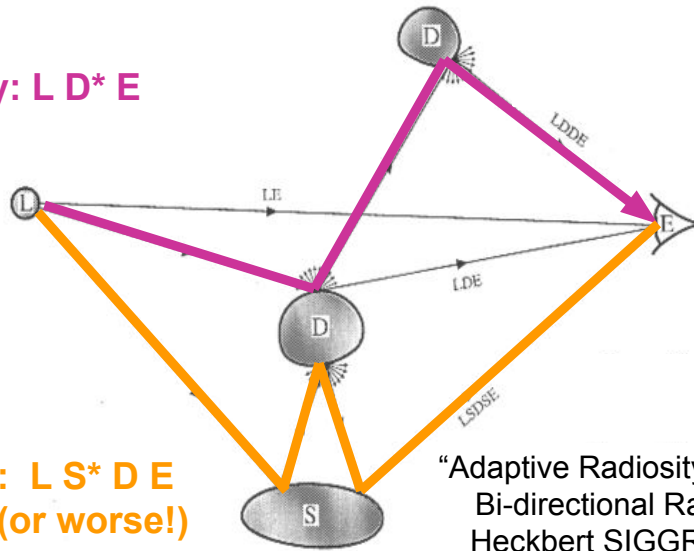 D
y: L D* E
LDDE
L
LE
E
LDE
D
LSDSE
: L S* D E
(or worse!)
S
“Adaptive Radiosity
Bi-directional Ra
Heckbert SIGGR